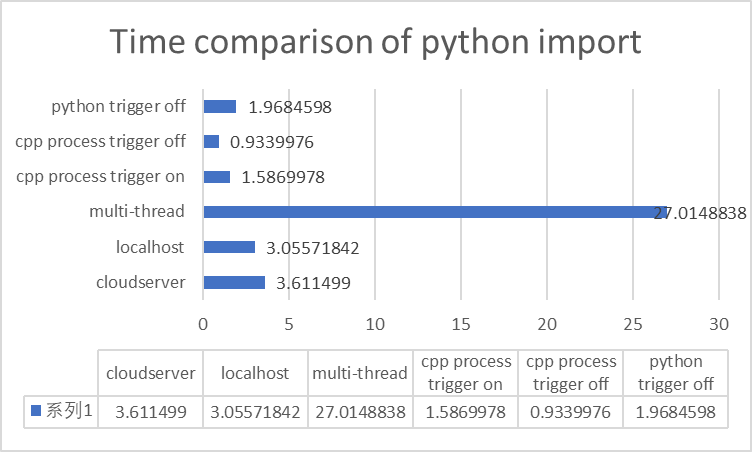 Time comparison of python import
python trigger off
1.9684598
cpp process trigger off
0.9339976
cpp process trigger on
1.5869978
multi-thread
27.0148838
localhost
3.05571842
cloudserver
3.611499
0 5 10 15 20 25 30
cloudserver localhost multi-thread cpp process trigger on cpp process trigger off python trigger off
系列1 3.611499 3.05571842 27.0148838 1.5869978 0.9339976 1.9684598